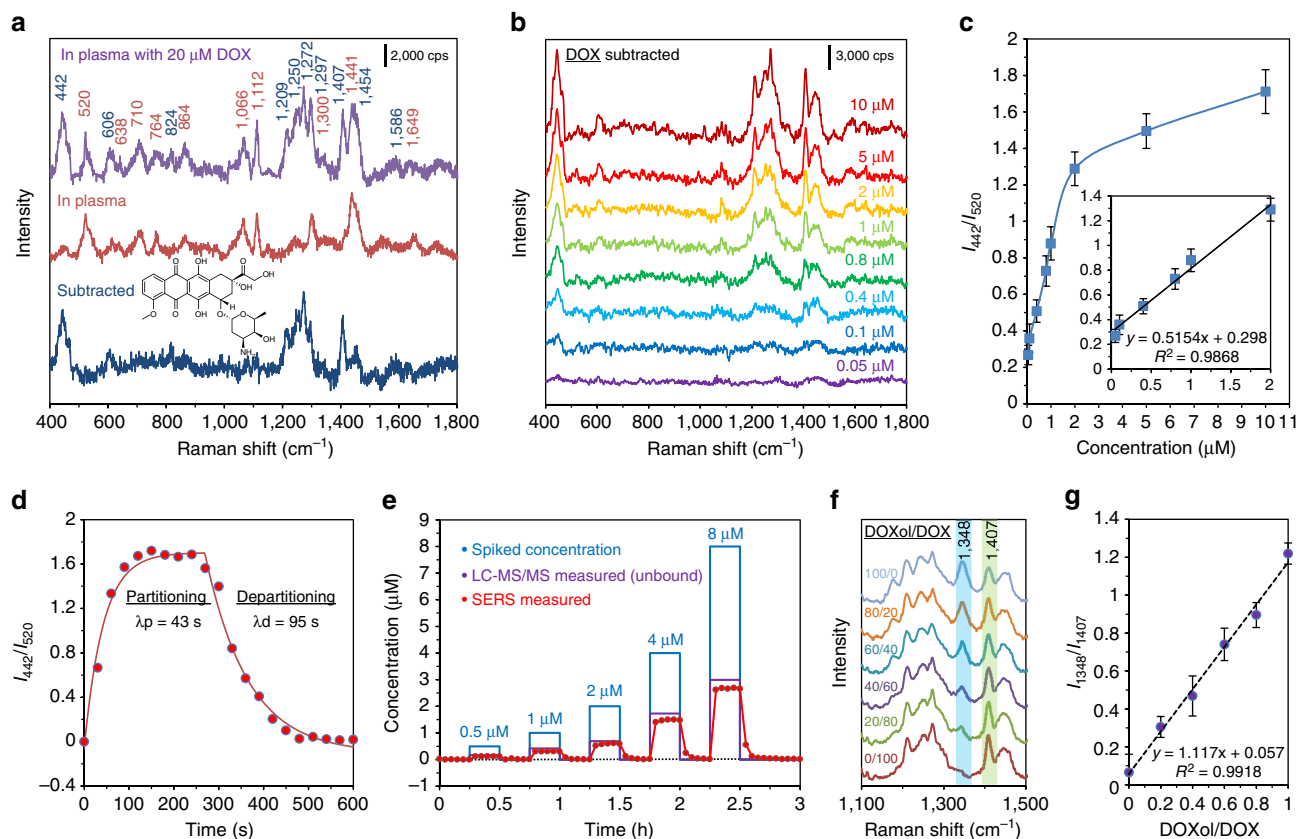 a
In plasma with 20 μM DOX
2,000 cps
442
520
606
638
710
764
824
864
1,066
1,112
1,209
1,250
1,272
1,297
1,300
1,407
1,441
1,454
1,586
1,649
In plasma
Subtracted
O
OH
O
OH
OH
O
O
OH
H
O
O
OH
NH
Intensity
400 600 800 1,000 1,200 1,400 1,600 1,800
Raman shift (cm⁻¹)
b
DOX subtracted
3,000 cps
10 μM
5 μM
2 μM
1 μM
0.8 μM
0.4 μM
0.1 μM
0.05 μM
Intensity
400 600 800 1,000 1,200 1,400 1,600 1,800
Raman shift (cm⁻¹)
c
I442/I520
2
1.8
1.6
1.4
1.2
1
0.8
0.6
0.4
0.2
0
0 1 2 3 4 5 6 7 8 9 10 11
Concentration (μM)
1.4
1.2
1
0.8
0.6
0.4
0.2
0
0 0.5 1 2
y = 0.5154x + 0.298
R² = 0.9868
d
I442/I520
2
1.6
1.2
0.8
0.4
0
−0.4
Partitioning
λp = 43 s
Departitioning
λd = 95 s
0 100 200 300 400 500 600
Time (s)
e
Concentration (μM)
9
8
7
6
5
4
3
2
1
0
−1
Spiked concentration
LC-MS/MS measured (unbound)
SERS measured
0.5 μM
1 μM
2 μM
4 μM
8 μM
0 0.5 1 1.5 2 2.5 3
Time (h)
f
DOXol/DOX
1,348
1,407
100/0
80/20
60/40
40/60
20/80
0/100
Intensity
1,100 1,300 1,500
Raman shift (cm⁻¹)
g
I1348/I1407
1.4
1.2
1
0.8
0.6
0.4
0.2
0
y = 1.117x + 0.057
R² = 0.9918
0 0.2 0.4 0.6 0.8 1
DOXol/DOX